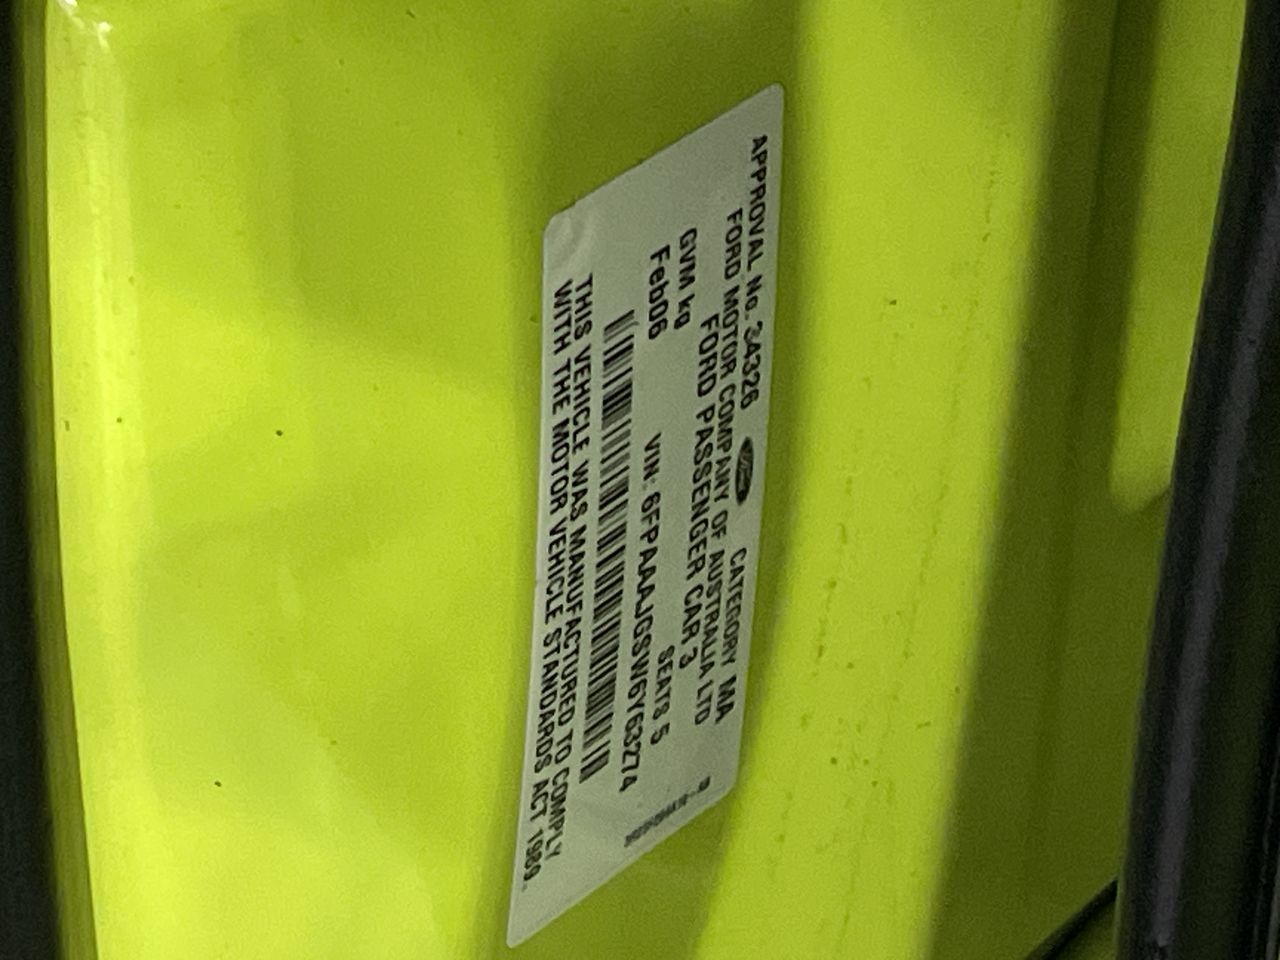 APPROVAL No. 34326 Ford CATEGORY MA
FORD MOTOR COMPANY OF AUSTRALIA LTD
FORD PASSENGER CAR 3
GVM kg SEATS 5
Feb06 VIN: 6FPAAAJGSW6Y63274
THIS VEHICLE WAS MANUFACTURED TO COMPLY
WITH THE MOTOR VEHICLE STANDARDS ACT 1989.